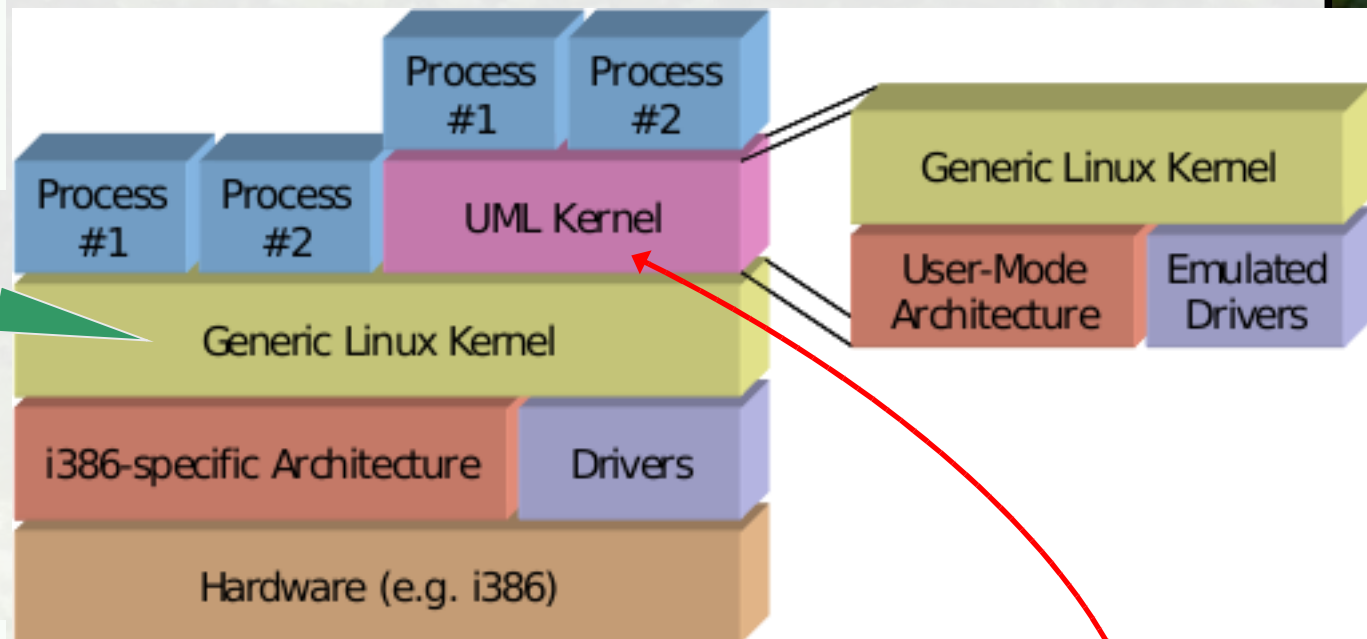 Process
#1
Process
#2
Process
#1
Process
#2
UML Kernel
Generic Linux Kernel
i386-specific Architecture
Drivers
Hardware (e.g. i386)
Generic Linux Kernel
User-Mode
Architecture
Emulated
Drivers